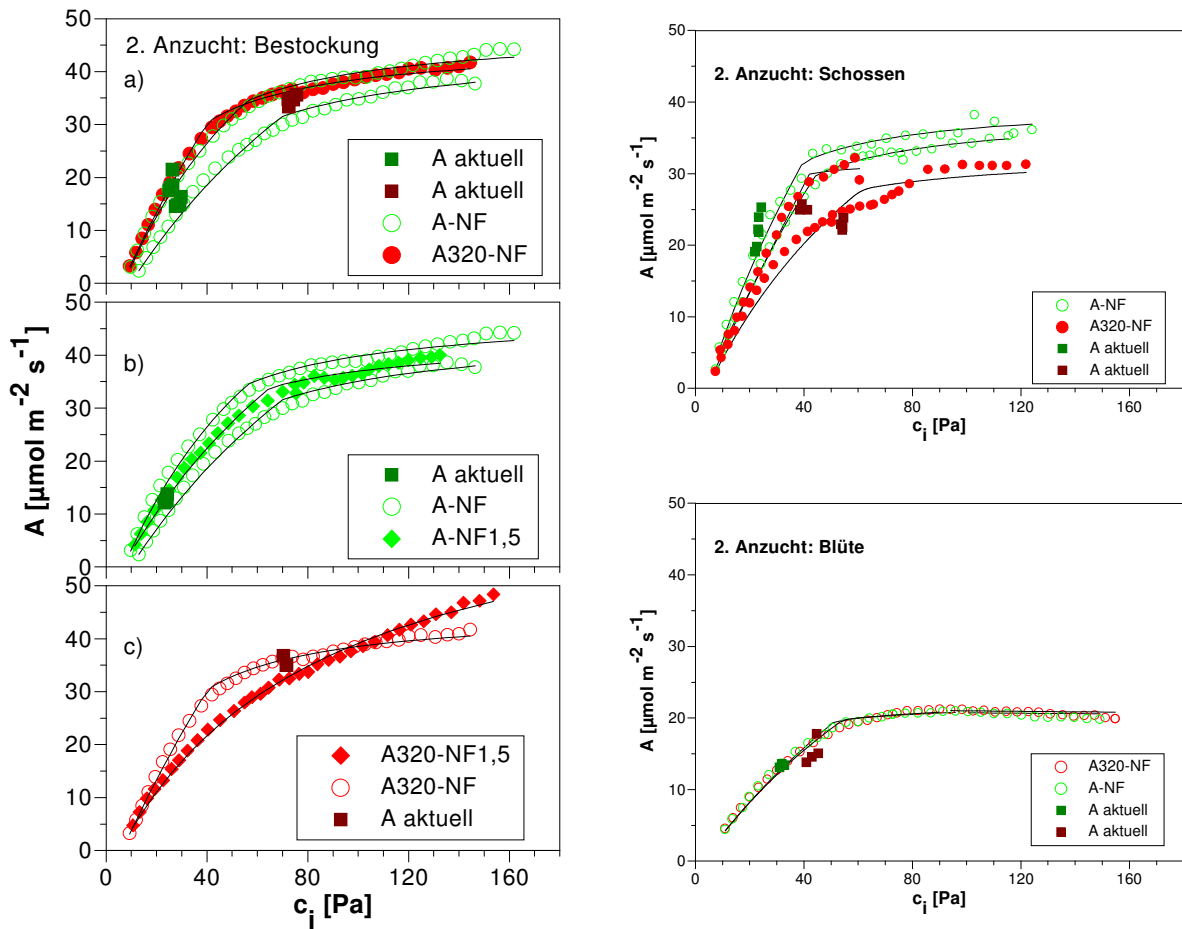 2. Anzucht: Bestockung
a)
50
40
30
20
10
0
A aktuell
A aktuell
A-NF
A320-NF
b)
50
40
30
20
10
0
A [µmol m⁻² s⁻¹]
A aktuell
A-NF
A-NF1,5
c)
50
40
30
20
10
0
A320-NF1,5
A320-NF
A aktuell
0 40 80 120 160
cᵢ [Pa]
2. Anzucht: Schossen
50
40
30
20
10
0
A [µmol m⁻² s⁻¹]
A-NF
A320-NF
A aktuell
A aktuell
0 40 80 120 160
cᵢ [Pa]
2. Anzucht: Blüte
50
40
30
20
10
0
A [µmol m⁻² s⁻¹]
A320-NF
A-NF
A aktuell
A aktuell
0 40 80 120 160
cᵢ [Pa]